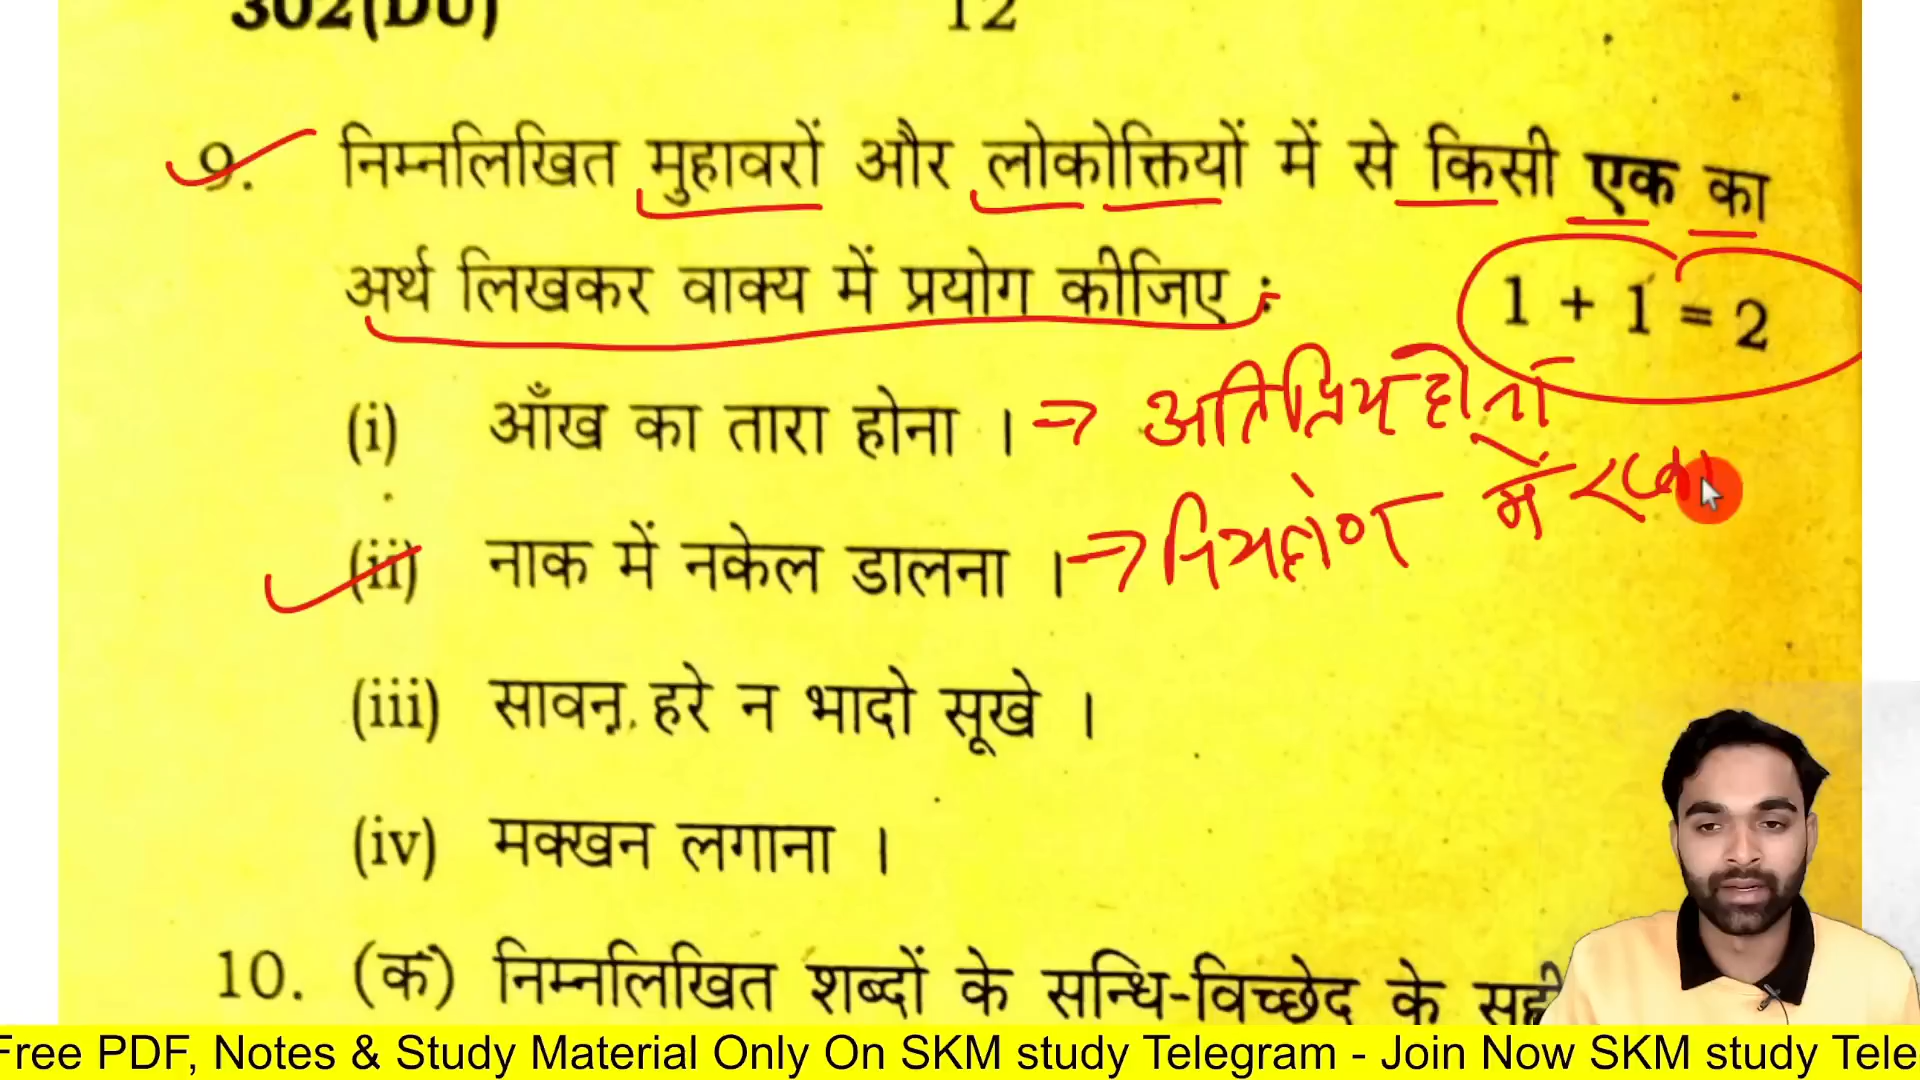 302(DU) 12
9. निम्नलिखित मुहावरों और लोकोक्तियों में से किसी एक का
अर्थ लिखकर वाक्य में प्रयोग कीजिए : 1 + 1 = 2
(i) आँख का तारा होना । → अतिप्रिय होना
(ii) नाक में नकेल डालना । → नियंत्रण में
(iii) सावन हरे न भादो सूखे ।
(iv) मक्खन लगाना ।
10. (क) निम्नलिखित शब्दों के सन्धि-विच्छेद के सही
Free PDF, Notes & Study Material Only On SKM study Telegram - Join Now SKM study Tele